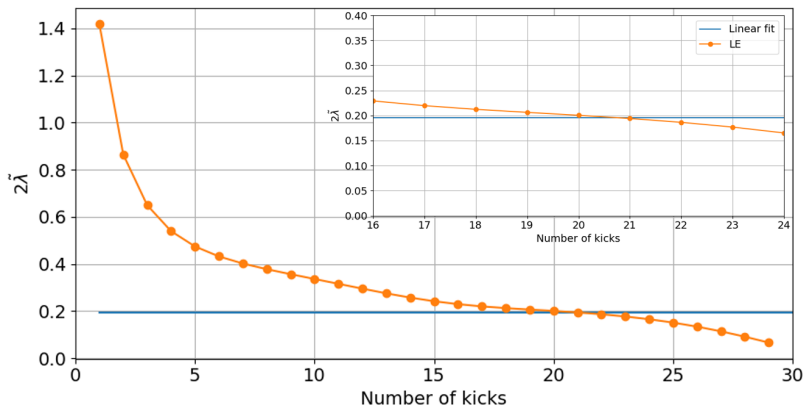 1.4
1.2
1.0
0.8
0.6
0.4
0.2
0.0
2λ̃
0 5 10 15 20 25 30
Number of kicks
0.40
0.35
0.30
0.25
0.20
0.15
0.10
0.05
0.00
2λ̃
16 17 18 19 20 21 22 23 24
Number of kicks
Linear fit
LE